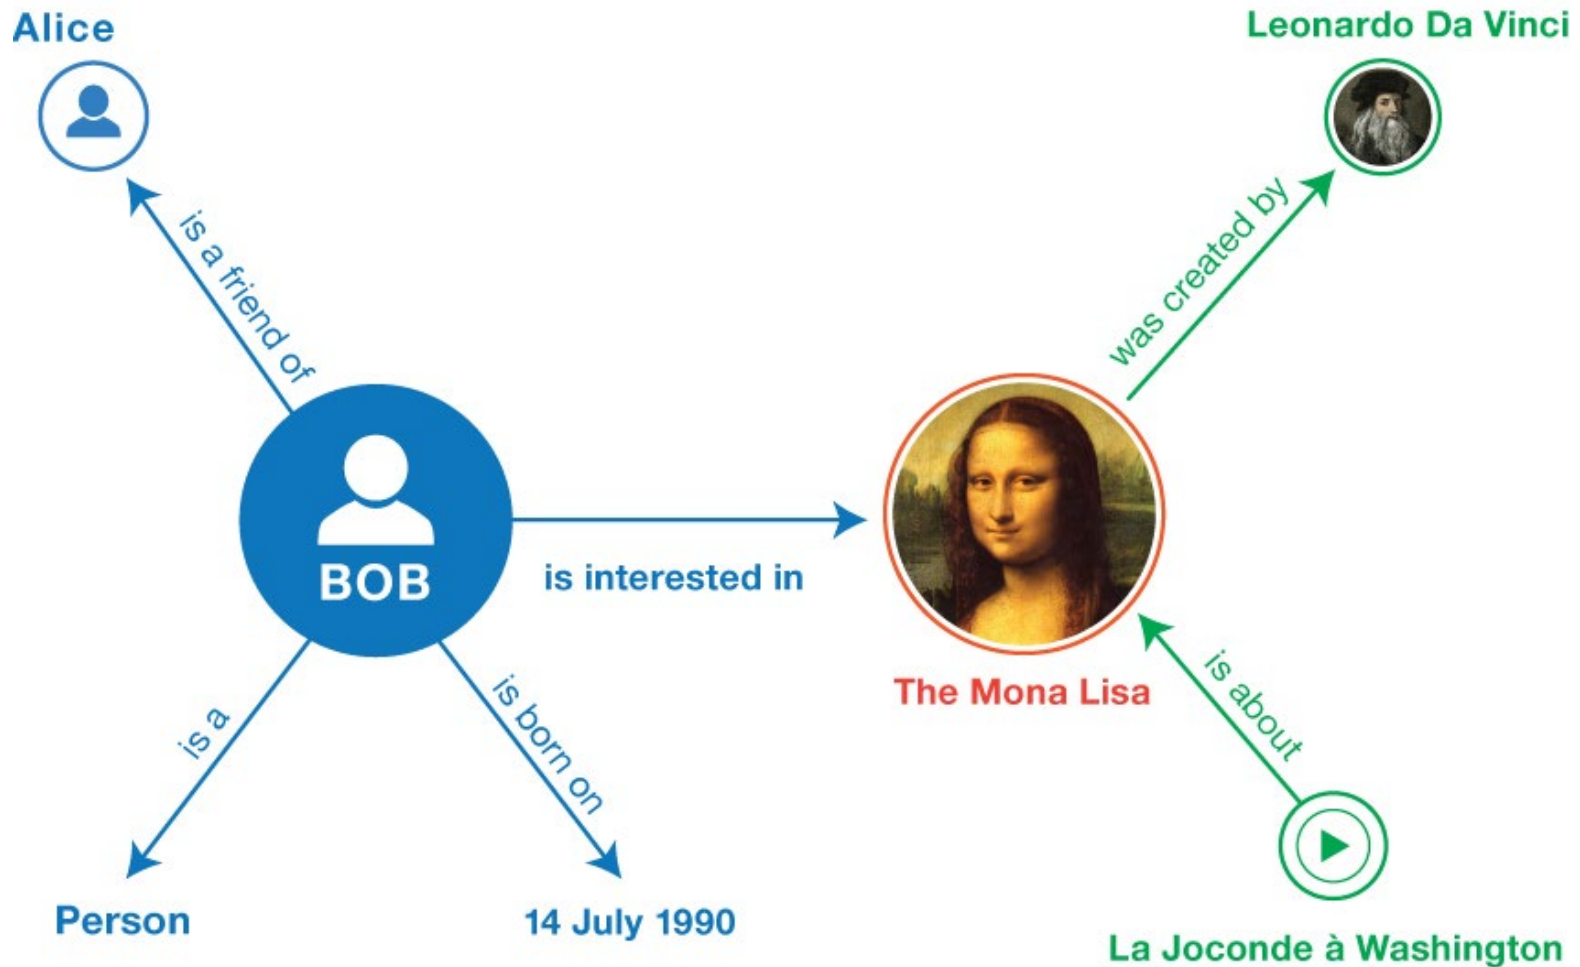 Alice
Leonardo Da Vinci
is a friend of
was created by
BOB
is interested in
The Mona Lisa
is a
is born on
is about
Person
14 July 1990
La Joconde à Washington